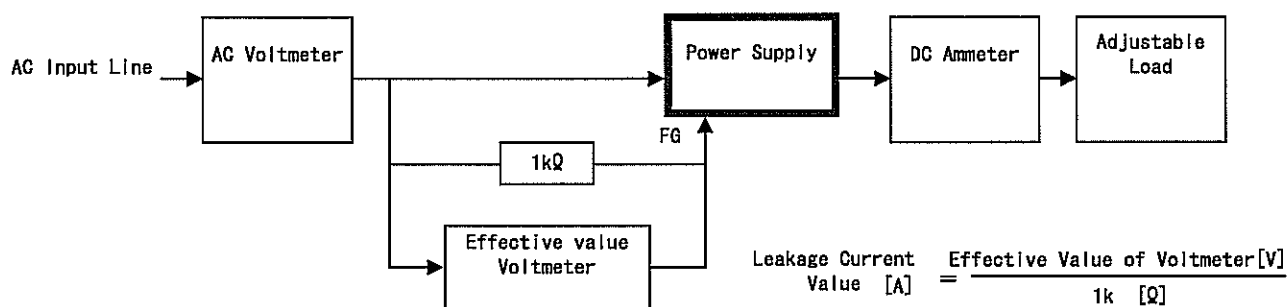 AC Input Line
AC Voltmeter
Power Supply
DC Ammeter
Adjustable
Load
FG
1kΩ
Effective value
Voltmeter
Leakage Current
Value [A]
=
Effective Value of Voltmeter[V]
1k [Ω]